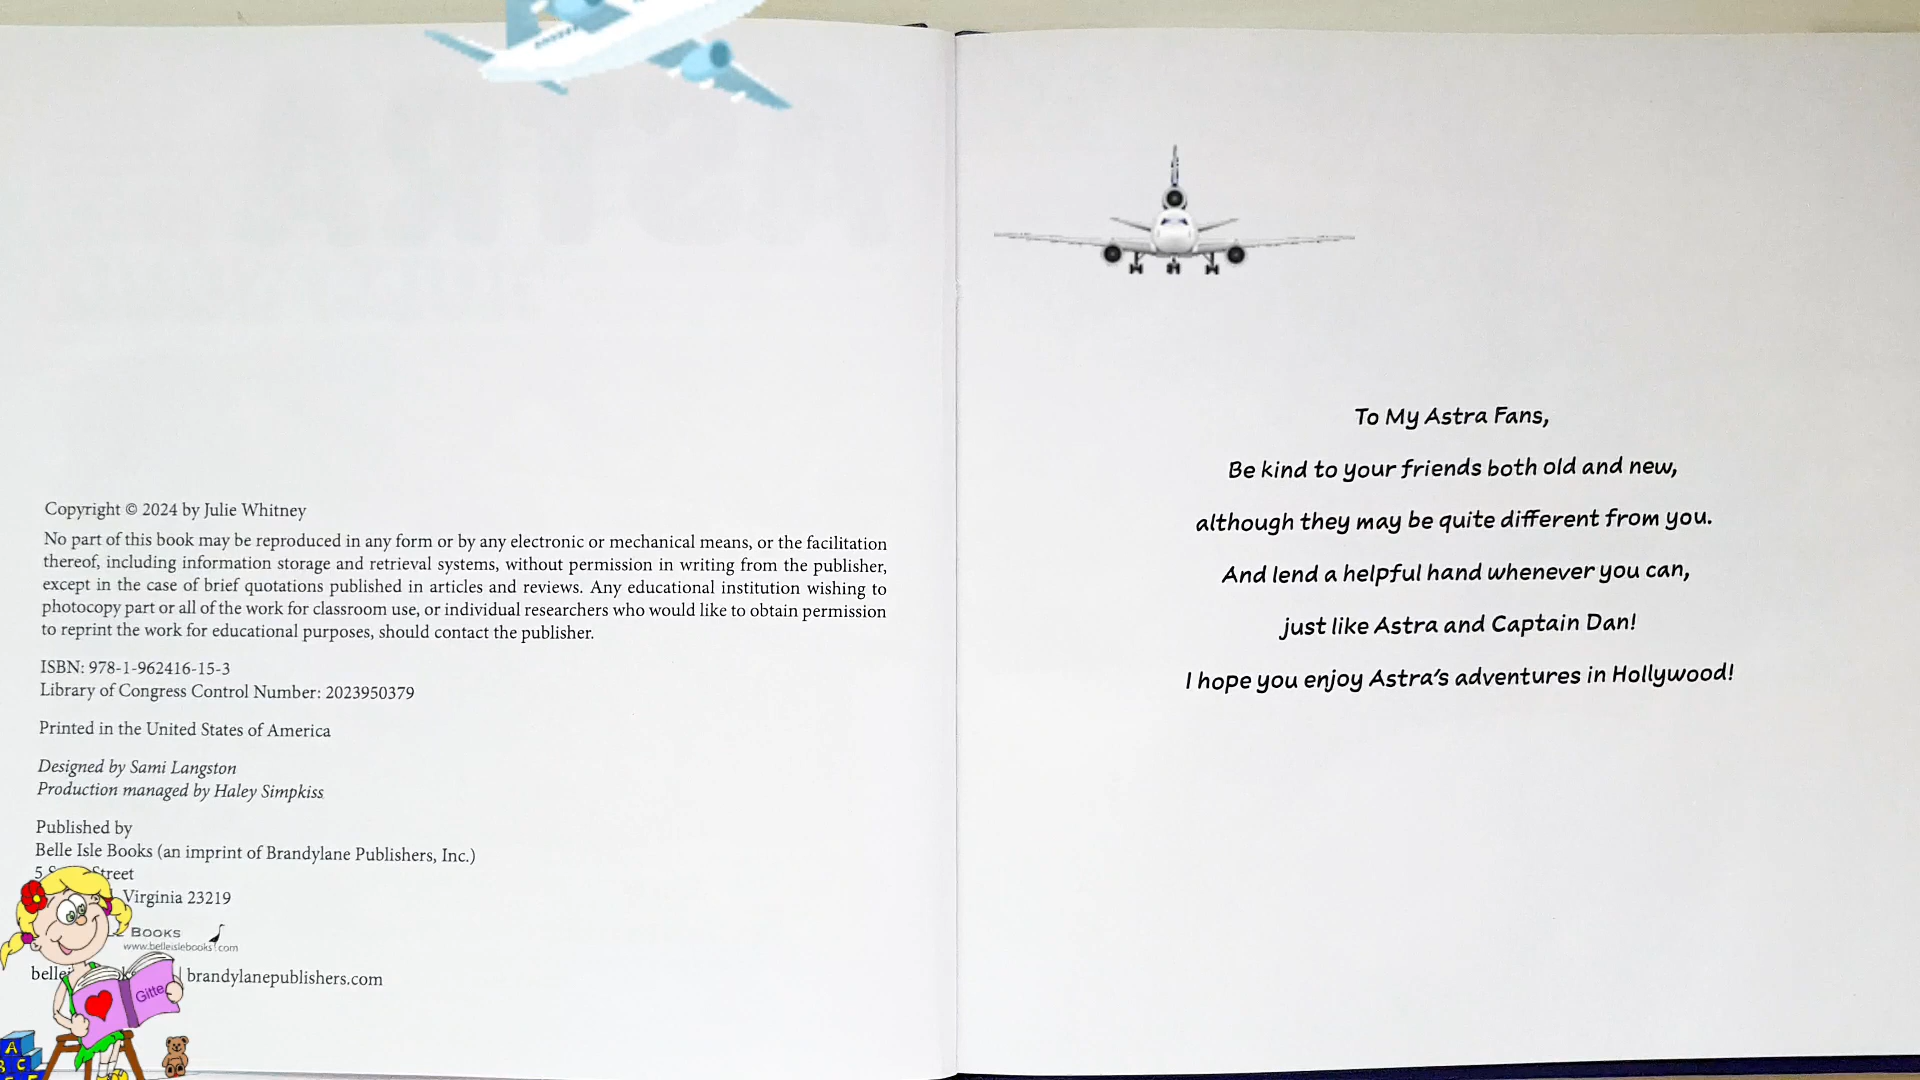 Copyright © 2024 by Julie Whitney
No part of this book may be reproduced in any form or by any electronic or mechanical means, or the facilitation
thereof, including information storage and retrieval systems, without permission in writing from the publisher,
except in the case of brief quotations published in articles and reviews. Any educational institution wishing to
photocopy part or all of the work for classroom use, or individual researchers who would like to obtain permission
to reprint the work for educational purposes, should contact the publisher.
ISBN: 978-1-962416-15-3
Library of Congress Control Number: 2023950379
Printed in the United States of America
Designed by Sami Langston
Production managed by Haley Simpkiss
Published by
Belle Isle Books (an imprint of Brandylane Publishers, Inc.)
5 Street
Virginia 23219
Books
www.belleislebooks.com
| brandylanepublishers.com
Gitte
A
B C
To My Astra Fans,
Be kind to your friends both old and new,
although they may be quite different from you.
And lend a helpful hand whenever you can,
just like Astra and Captain Dan!
I hope you enjoy Astra's adventures in Hollywood!